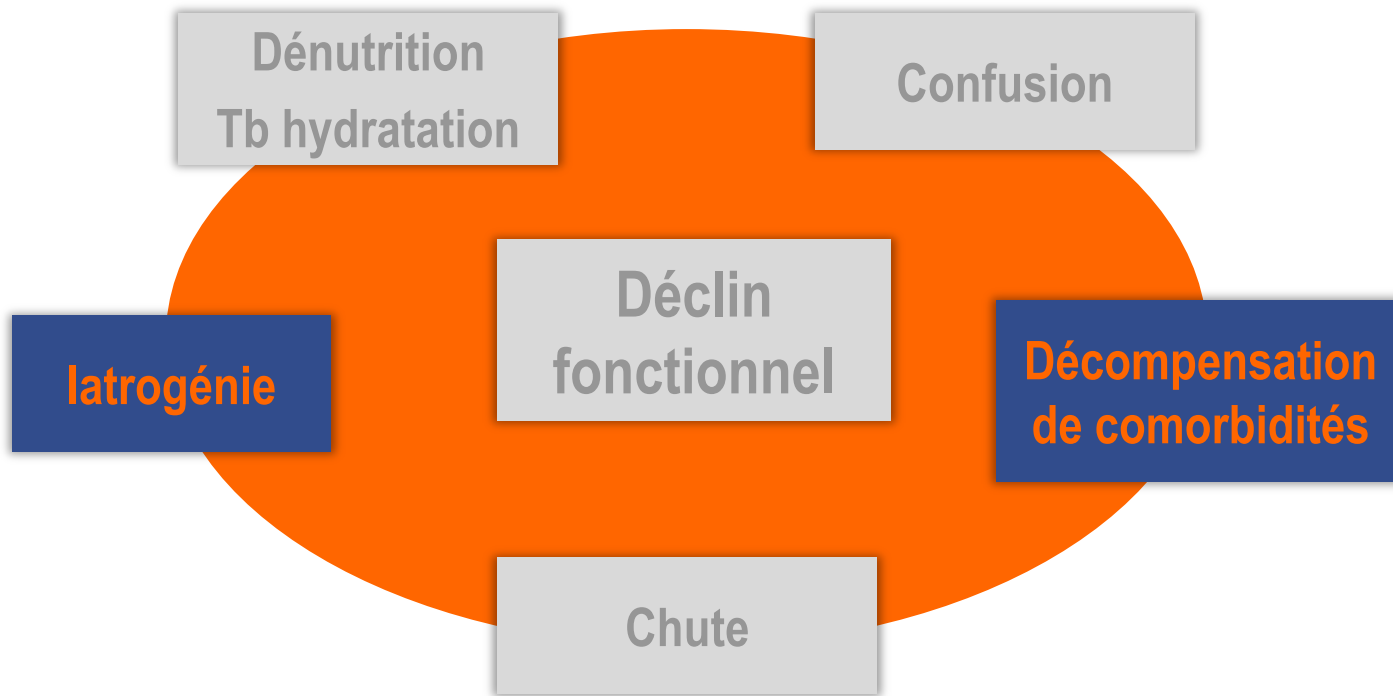 Dénutrition
Tb hydratation
Confusion
Déclin
fonctionnel
Iatrogénie
Décompensation
de comorbidités
Chute